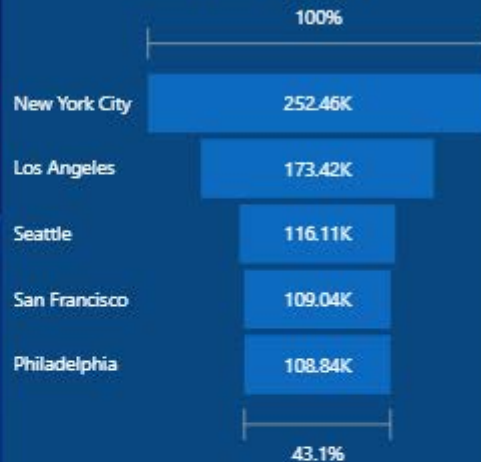 100%
New York City 252.46K
Los Angeles 173.42K
Seattle 116.11K
San Francisco 109.04K
Philadelphia 108.84K
43.1%